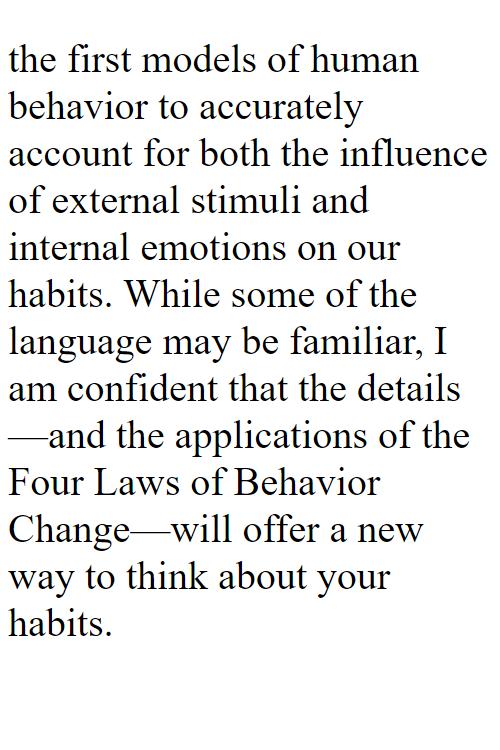 the first models of human
behavior to accurately
account for both the influence
of external stimuli and
internal emotions on our
habits. While some of the
language may be familiar, I
am confident that the details
—and the applications of the
Four Laws of Behavior
Change—will offer a new
way to think about your
habits.